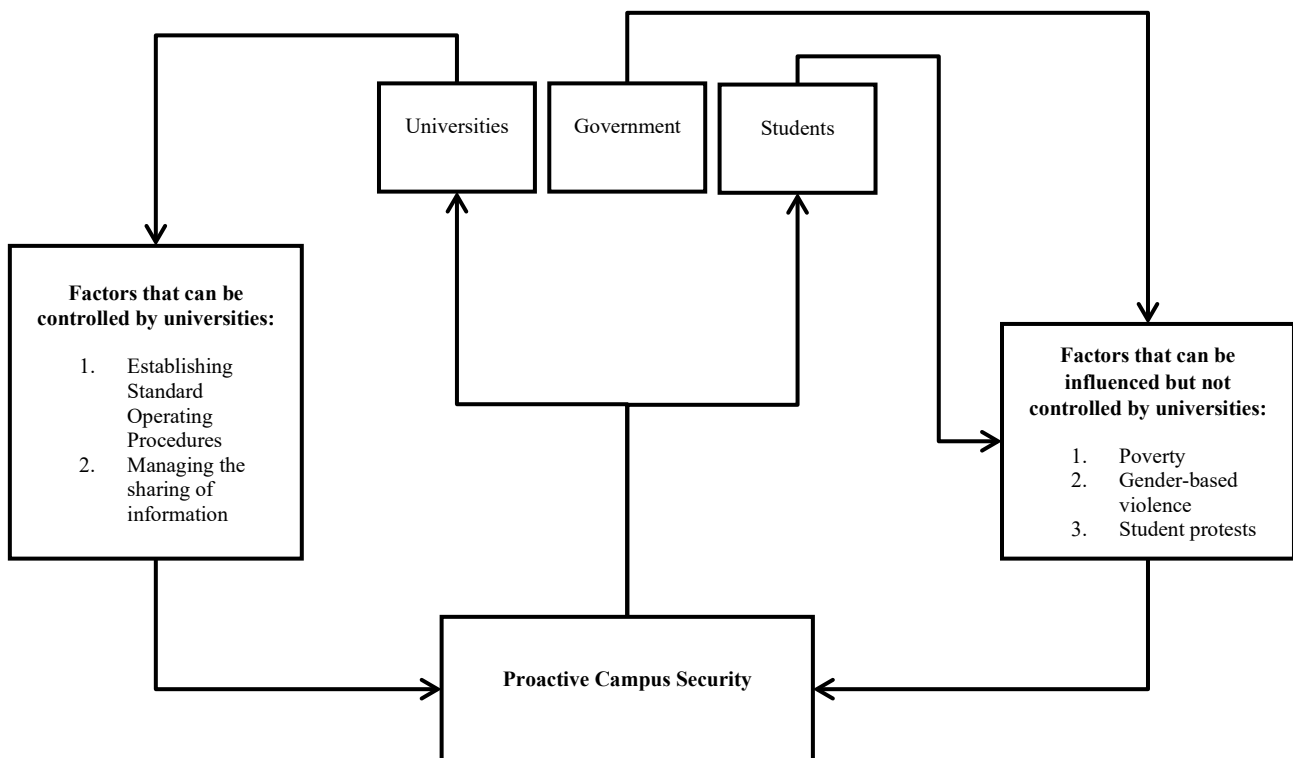 Universities
Government
Students
Factors that can be
controlled by universities:
1. Establishing
Standard
Operating
Procedures
2. Managing the
sharing of
information
Factors that can be
influenced but not
controlled by universities:
1. Poverty
2. Gender-based
violence
3. Student protests
Proactive Campus Security